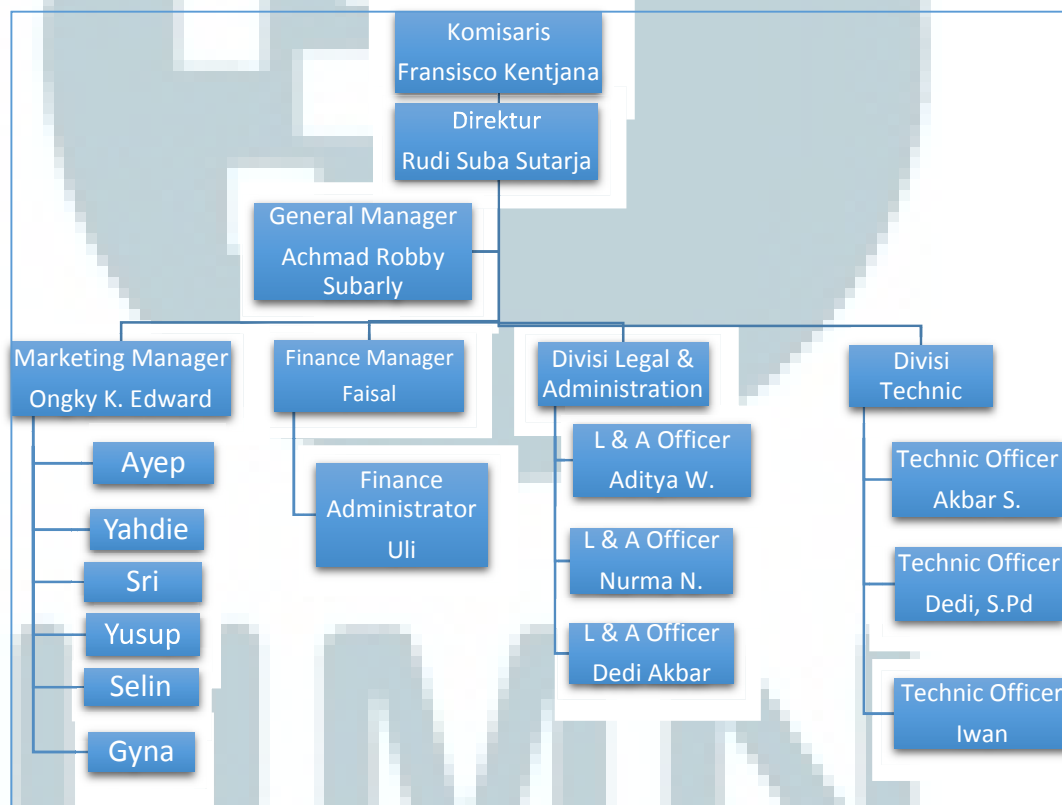 Komisaris
Fransisco Kentjana
Direktur
Rudi Suba Sutarja
General Manager
Achmad Robby
Subarly
Marketing Manager
Ongky K. Edward
Ayep
Yahdie
Sri
Yusup
Selin
Gyna
Finance Manager
Faisal
Finance
Administrator
Uli
Divisi Legal &
Administration
L & A Officer
Aditya W.
L & A Officer
Nurma N.
L & A Officer
Dedi Akbar
Divisi
Technic
Technic Officer
Akbar S.
Technic Officer
Dedi, S.Pd
Technic Officer
Iwan